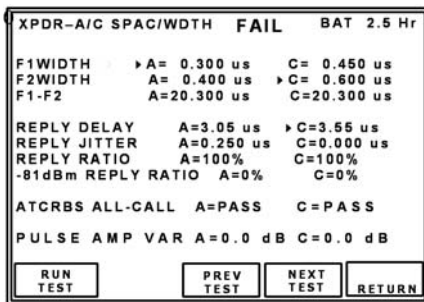 XPDR–A/C SPAC/WDTH FAIL BAT 2.5 Hr
F1WIDTH ▸A= 0.300 us C= 0.450 us
F2WIDTH A= 0.400 us ▸C= 0.600 us
F1-F2 A=20.300 us C=20.300 us
REPLY DELAY A=3.05 us ▸C=3.55 us
REPLY JITTER A=0.250 us C=0.000 us
REPLY RATIO A=100% C=100%
-81dBm REPLY RATIO A=0% C=0%
ATCRBS ALL-CALL A=PASS C=PASS
PULSE AMP VAR A=0.0 dB C=0.0 dB
RUN TEST PREV TEST NEXT TEST RETURN